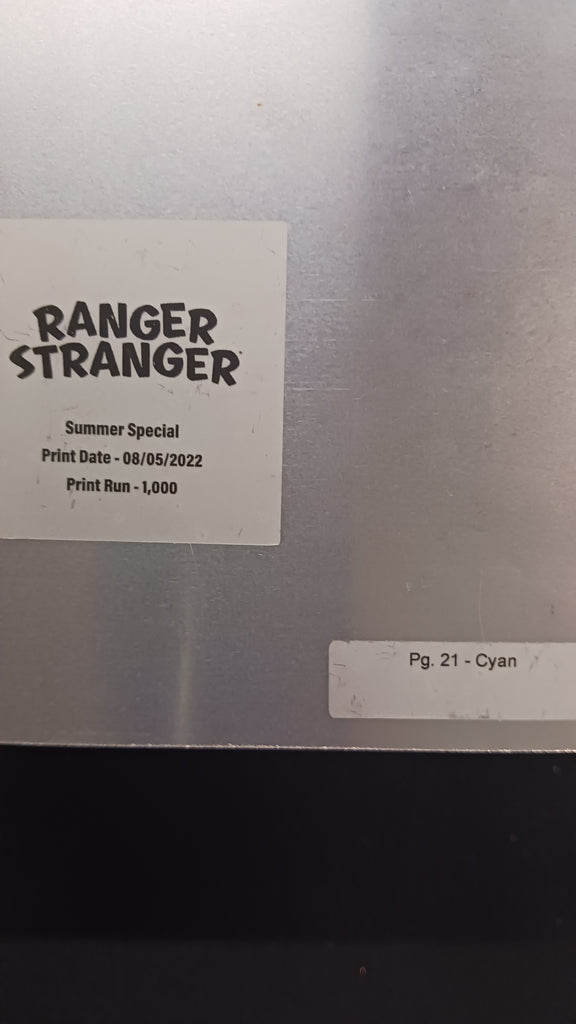 RANGER
STRANGER
Summer Special
Print Date - 08/05/2022
Print Run - 1,000
Pg. 21 - Cyan